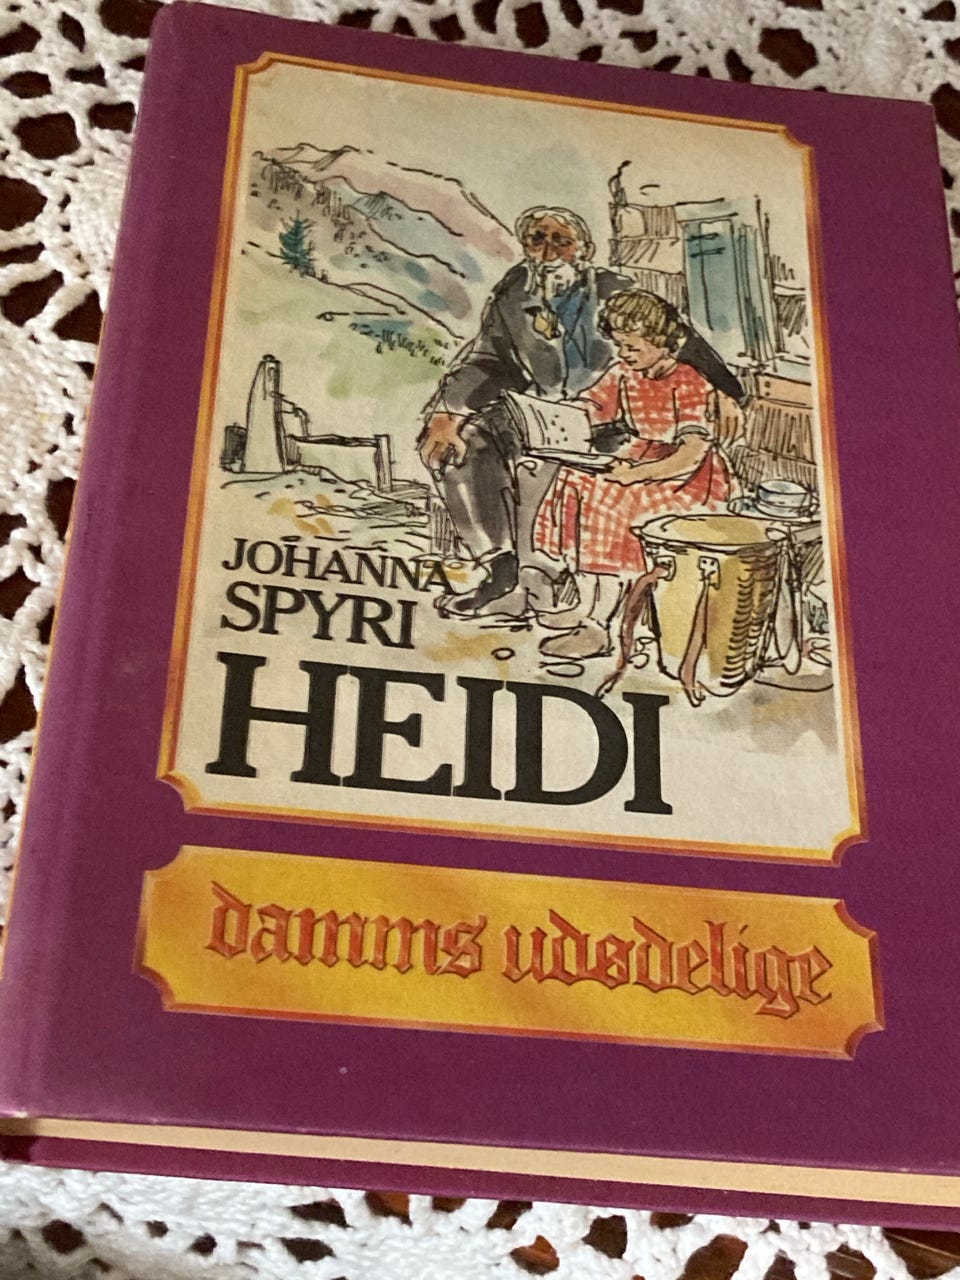 JOHANNA
SPYRI
HEIDI
damms udødelige